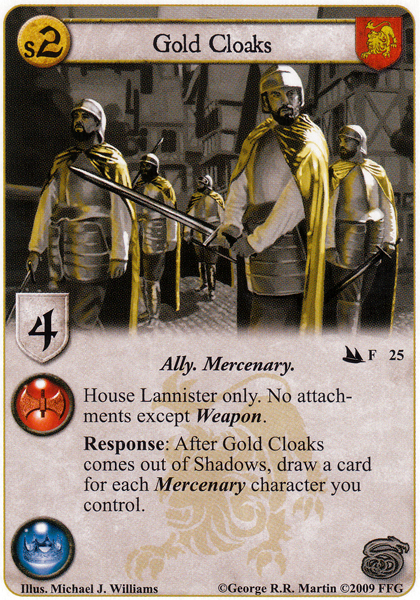 s2
Gold Cloaks
4
Ally. Mercenary.
F 25
House Lannister only. No attach-
ments except Weapon.
Response: After Gold Cloaks
comes out of Shadows, draw a card
for each Mercenary character you
control.
Illus. Michael J. Williams
©George R.R. Martin ©2009 FFG